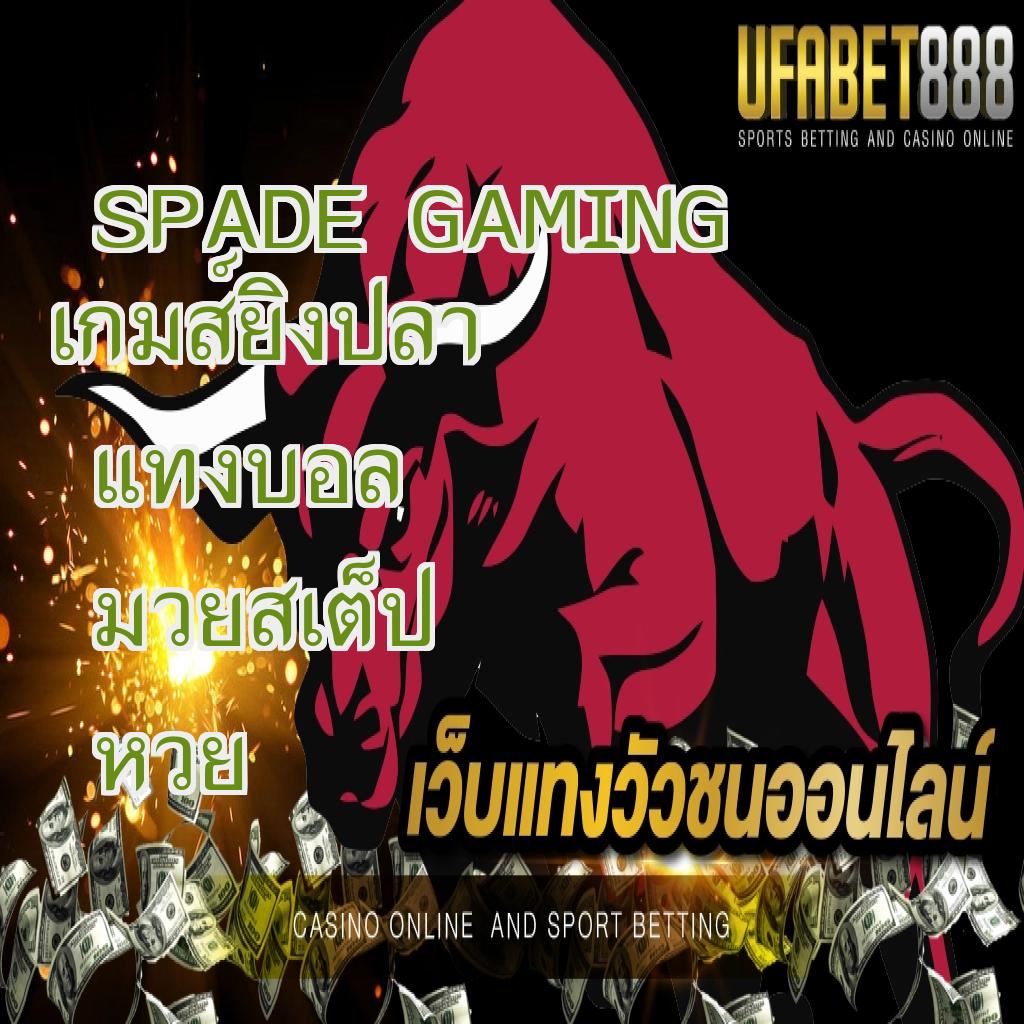 UFABET888
SPORTS BETTING AND CASINO ONLINE
SPADE GAMING
เกมส์ยิงปลา
แทงบอล
มวยสเต็ป
หวย
เว็บแทงวัวชนออนไลน์
CASINO ONLINE AND SPORT BETTING